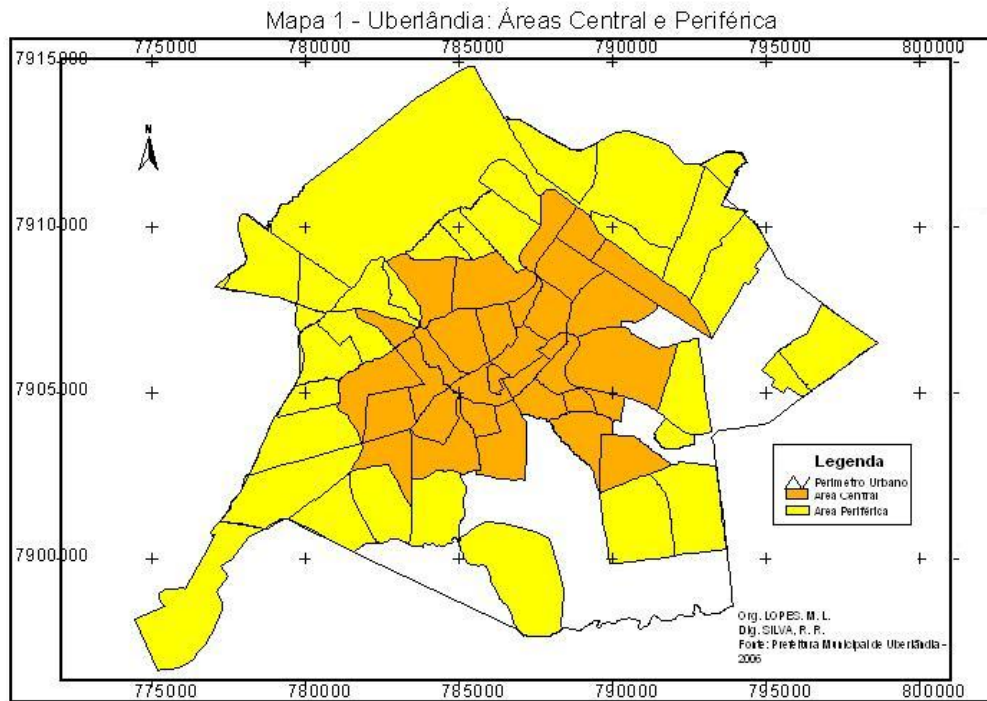 Mapa 1 - Uberlândia: Áreas Central e Periférica
775000 780000 785000 790000 795000 800000
7915000
N
7910000
7905000
7900000
Legenda
Perímetro Urbano
Área Central
Área Periférica
Org. LOPES, M. L.
Dig. SILVA, R. R.
Fonte: Prefeitura Municipal de Uberlândia -
2006
775000 780000 785000 790000 795000 800000